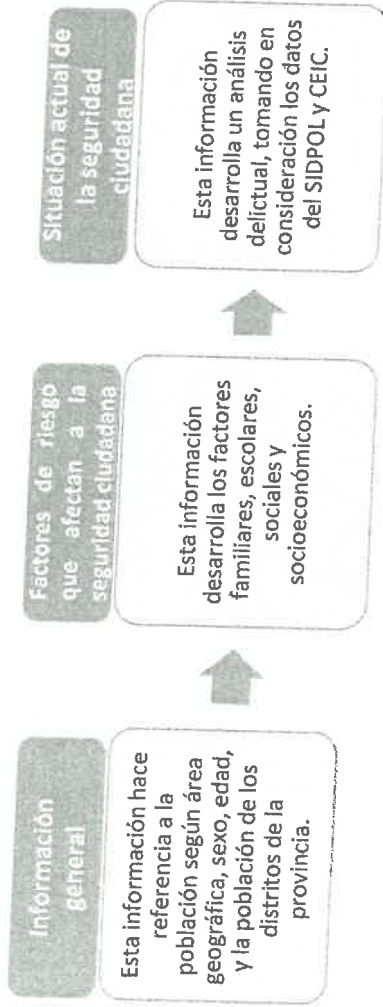 Información
general
Esta información hace
referencia a la
población según área
geográfica, sexo, edad,
y la población de los
distritos de la
provincia.
Factores de riesgo
que afectan a la
seguridad ciudadana
Esta información
desarrolla los factores
familiares, escolares,
sociales y
socioeconómicos.
Situación actual de
la seguridad
ciudadana
Esta información
desarrolla un análisis
delictual, tomando en
consideración los datos
del SIDPOL y CEIC.